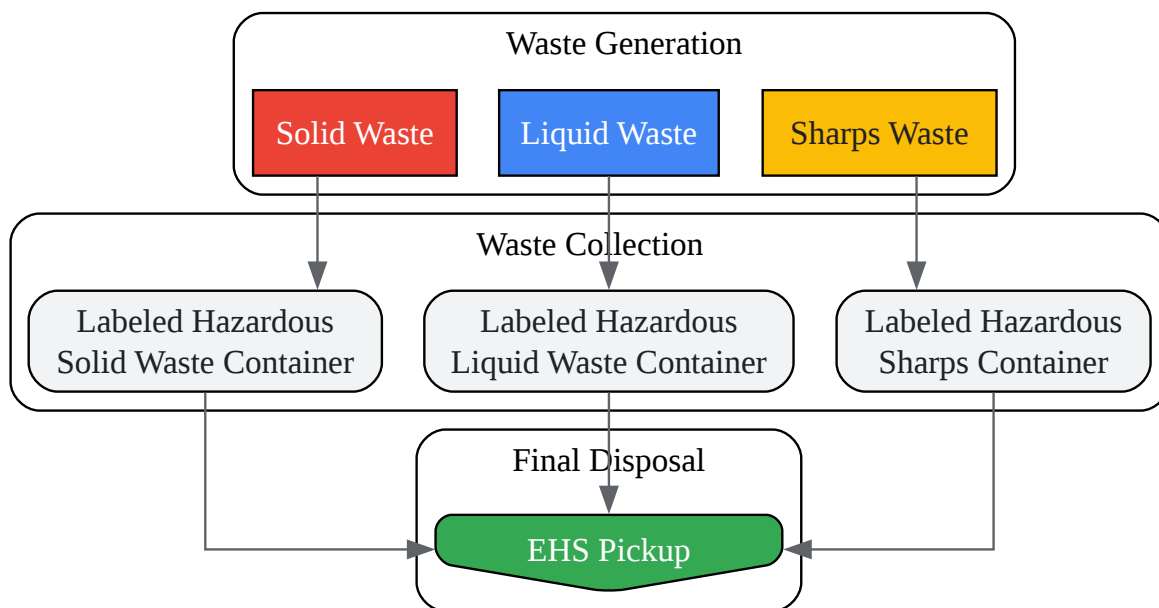 Waste Generation
Solid Waste
Liquid Waste
Sharps Waste
Waste Collection
Labeled Hazardous
Solid Waste Container
Labeled Hazardous
Liquid Waste Container
Labeled Hazardous
Sharps Container
Final Disposal
EHS Pickup